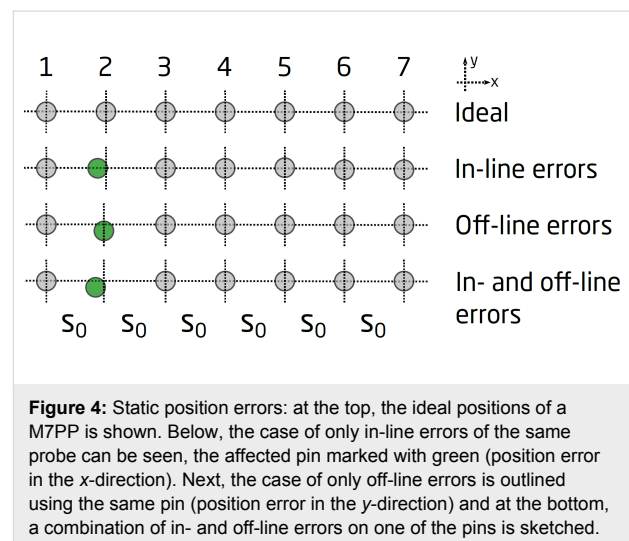 1 2 3 4 5 6 7
y
x
Ideal
In-line errors
Off-line errors
In- and off-line
errors
S0 S0 S0 S0 S0 S0
Figure 4: Static position errors: at the top, the ideal positions of a
M7PP is shown. Below, the case of only in-line errors of the same
probe can be seen, the affected pin marked with green (position error
in the x-direction). Next, the case of only off-line errors is outlined
using the same pin (position error in the y-direction) and at the bottom,
a combination of in- and off-line errors on one of the pins is sketched.